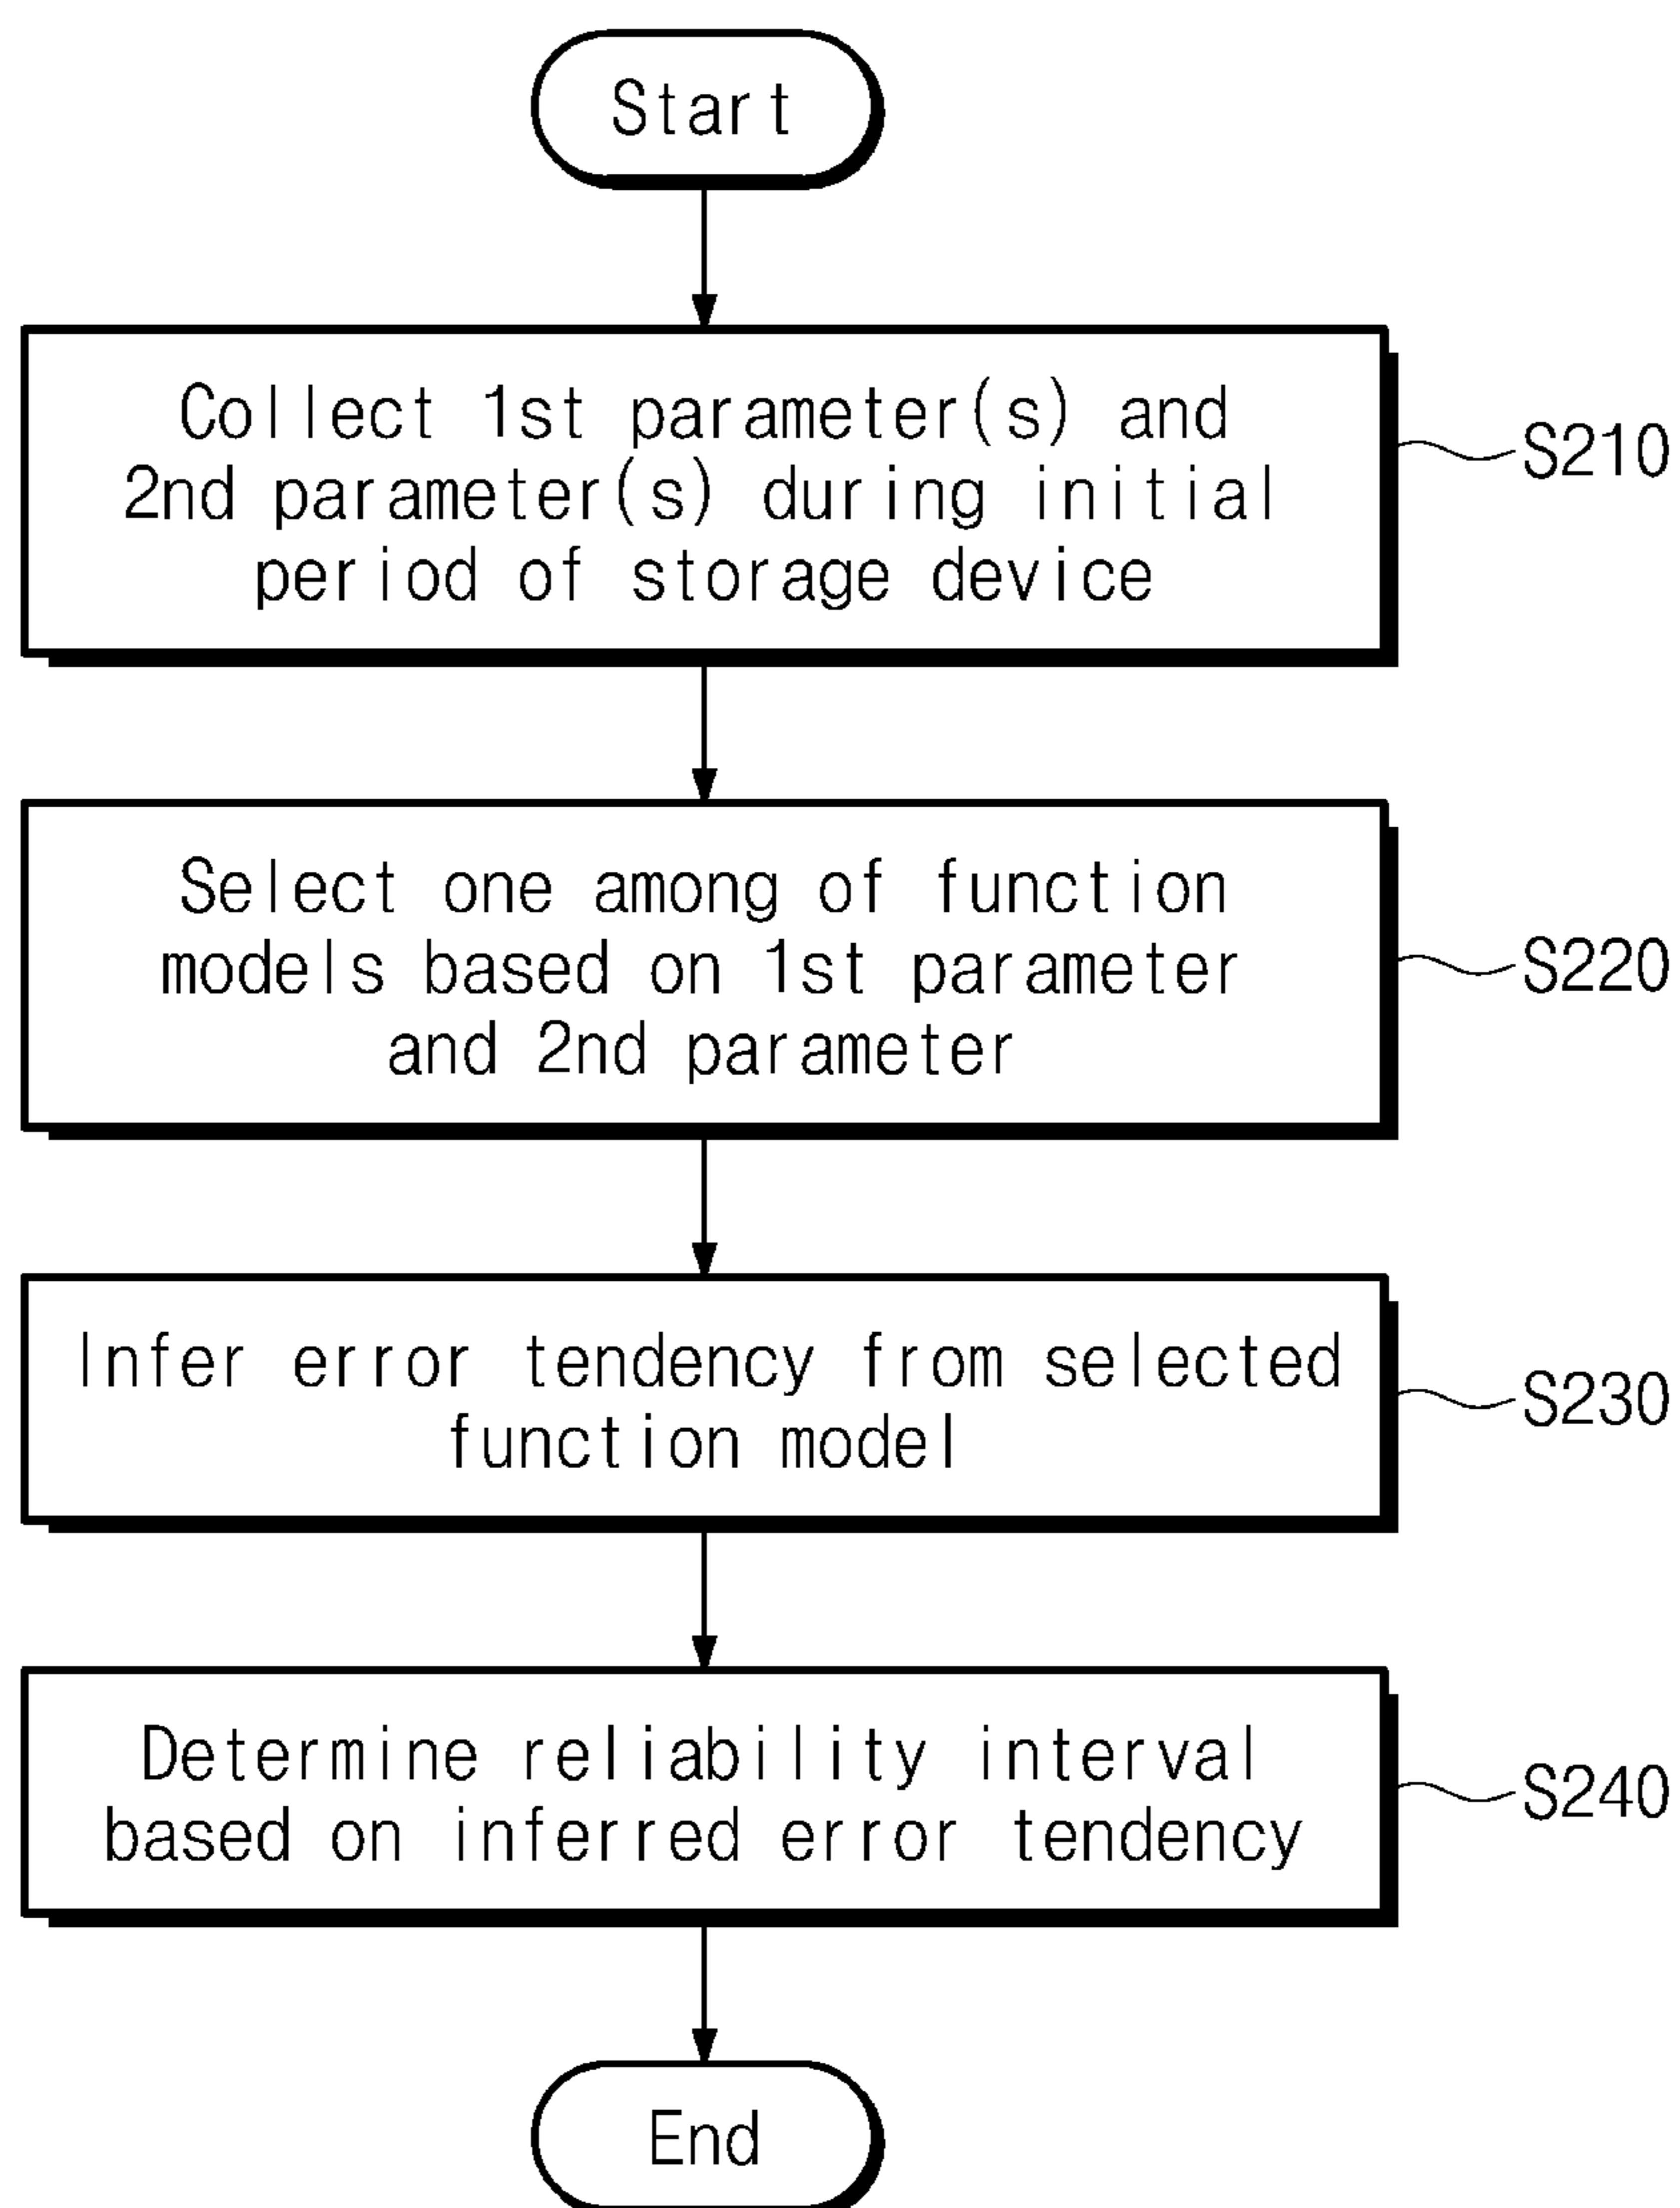 Start
Collect 1st parameter(s) and
2nd parameter(s) during initial
period of storage device
S210
Select one among of function
models based on 1st parameter
and 2nd parameter
S220
Infer error tendency from selected
function model
S230
Determine reliability interval
based on inferred error tendency
S240
End